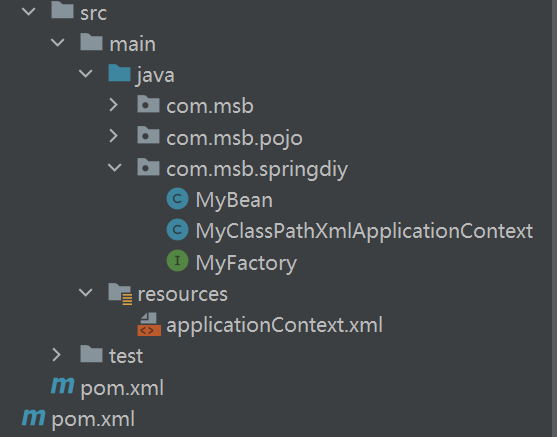 src
main
java
com.msb
com.msb.pojo
com.msb.springdiy
C MyBean
C MyClassPathXmlApplicationContext
I MyFactory
resources
<> applicationContext.xml
test
m pom.xml
m pom.xml